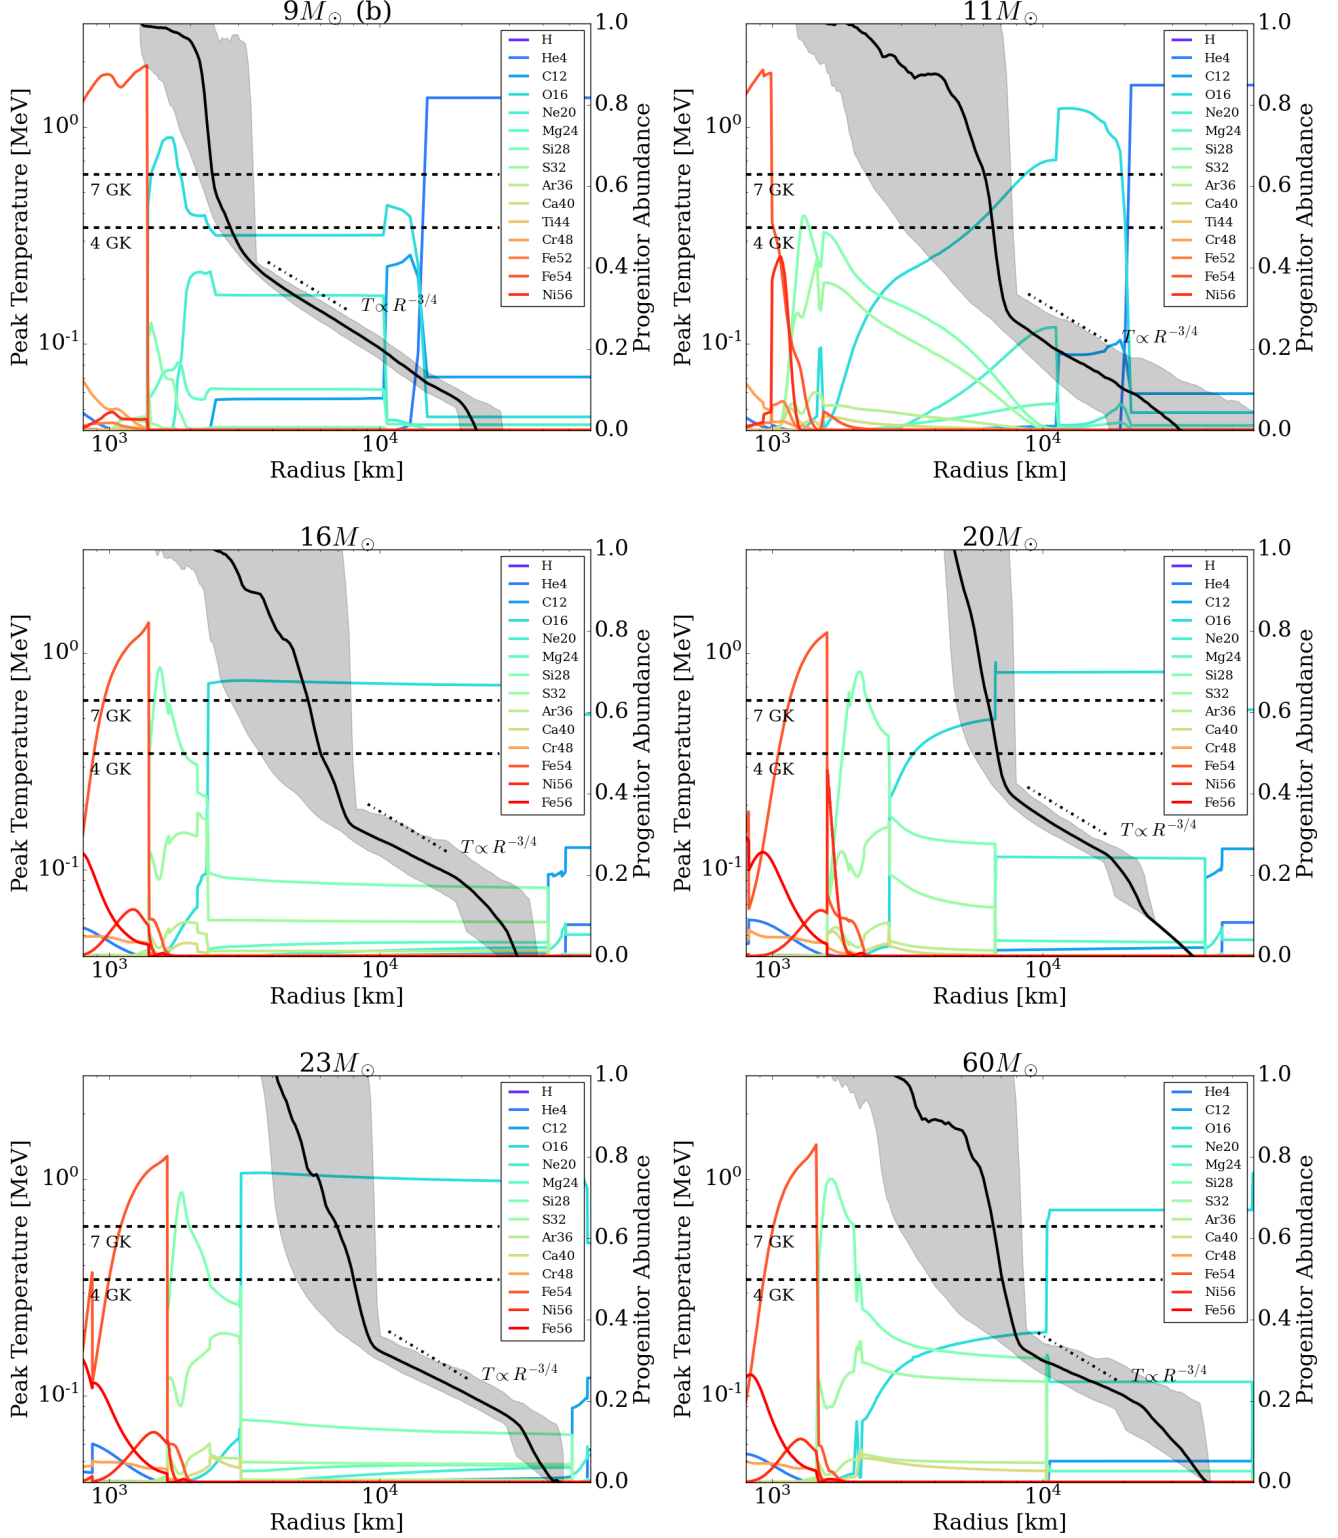 9M⊙ (b)
Peak Temperature [MeV]
10⁰
10⁻¹
7 GK
4 GK
T∝R^{-3/4}
H
He4
C12
O16
Ne20
Mg24
Si28
S32
Ar36
Ca40
Ti44
Cr48
Fe52
Fe54
Ni56
1.0
0.8
0.6
0.4
0.2
0.0
Progenitor Abundance
10³
10⁴
Radius [km]
11M⊙
Peak Temperature [MeV]
10⁰
10⁻¹
7 GK
4 GK
T∝R^{-3/4}
H
He4
C12
O16
Ne20
Mg24
Si28
S32
Ar36
Ca40
Ti44
Cr48
Fe52
Fe54
Ni56
1.0
0.8
0.6
0.4
0.2
0.0
Progenitor Abundance
10³
10⁴
Radius [km]
16M⊙
Peak Temperature [MeV]
10⁰
10⁻¹
7 GK
4 GK
T∝R^{-3/4}
H
He4
C12
O16
Ne20
Mg24
Si28
S32
Ar36
Ca40
Cr48
Fe54
Ni56
Fe56
1.0
0.8
0.6
0.4
0.2
0.0
Progenitor Abundance
10³
10⁴
Radius [km]
20M⊙
Peak Temperature [MeV]
10⁰
10⁻¹
7 GK
4 GK
T∝R^{-3/4}
H
He4
C12
O16
Ne20
Mg24
Si28
S32
Ar36
Ca40
Cr48
Fe54
Ni56
Fe56
1.0
0.8
0.6
0.4
0.2
0.0
Progenitor Abundance
10³
10⁴
Radius [km]
23M⊙
Peak Temperature [MeV]
10⁰
10⁻¹
7 GK
4 GK
T∝R^{-3/4}
H
He4
C12
O16
Ne20
Mg24
Si28
S32
Ar36
Ca40
Cr48
Fe54
Ni56
Fe56
1.0
0.8
0.6
0.4
0.2
0.0
Progenitor Abundance
10³
10⁴
Radius [km]
60M⊙
Peak Temperature [MeV]
10⁰
10⁻¹
7 GK
4 GK
T∝R^{-3/4}
He4
C12
O16
Ne20
Mg24
Si28
S32
Ar36
Ca40
Cr48
Fe54
Ni56
Fe56
1.0
0.8
0.6
0.4
0.2
0.0
Progenitor Abundance
10³
10⁴
Radius [km]